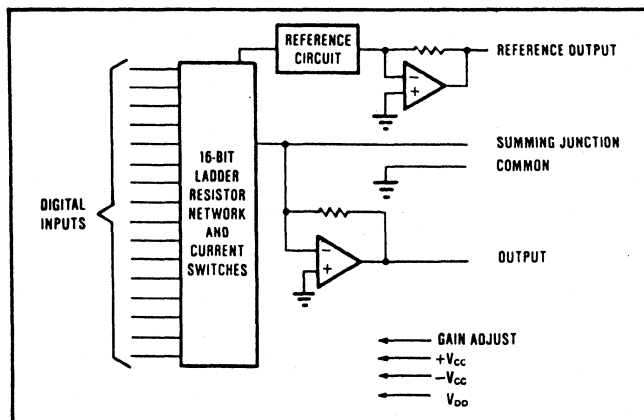 REFERENCE
CIRCUIT
REFERENCE OUTPUT
−
+
16-BIT
LADDER
RESISTOR
NETWORK
AND
CURRENT
SWITCHES
SUMMING JUNCTION
COMMON
DIGITAL
INPUTS
−
+
OUTPUT
GAIN ADJUST
+VCC
−VCC
VDD